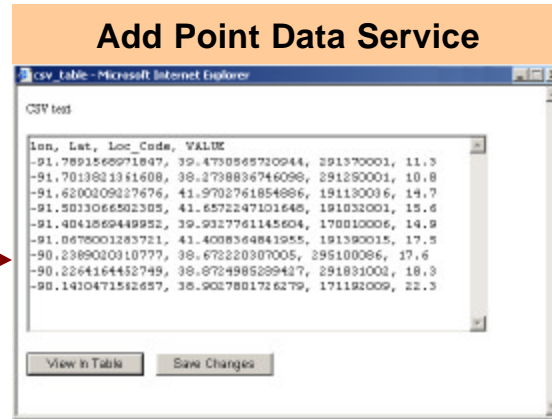 Add Point Data Service
csv_table - Microsoft Internet Explorer
CSV text
Lon, Lat, Loc_Code, VALUE
-91.7891568971847, 39.4730565720944, 291370001, 11.3
-91.7013821361608, 38.2738836746098, 291250001, 10.8
-91.6200209227676, 41.9702761854886, 191130036, 14.7
-91.5033066502305, 41.6572247101648, 191032001, 15.6
-91.4041869449952, 39.9327761145604, 170010006, 14.9
-91.0678001283721, 41.4008364841955, 191390015, 17.5
-90.2389020310777, 38.672220307005, 295100086, 17.6
-90.2264164452749, 38.8724985289427, 291831002, 18.3
-90.1430471562657, 38.9027801726279, 171192009, 22.3
View in Table
Save Changes